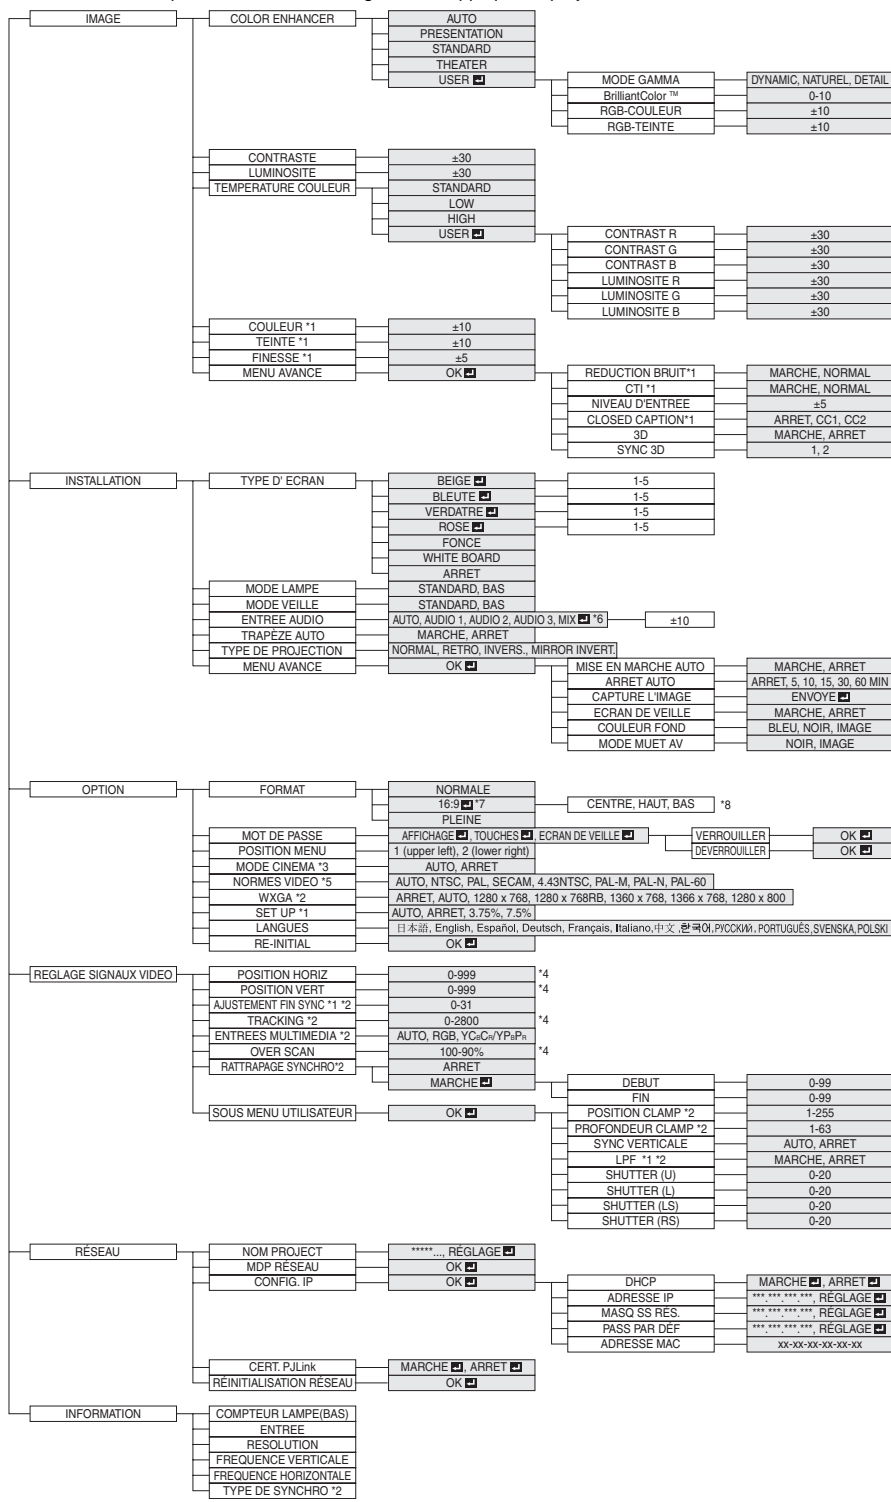 IMAGE COLOR ENHANCER AUTO
PRESENTATION
STANDARD
THEATER
USER MODE GAMMA DYNAMIC, NATUREL, DETAIL
BrilliantColor ™ 0-10
RGB-COULEUR ±10
RGB-TEINTE ±10
CONTRASTE ±30
LUMINOSITE ±30
TEMPERATURE COULEUR STANDARD
LOW
HIGH
USER CONTRAST R ±30
CONTRAST G ±30
CONTRAST B ±30
LUMINOSITE R ±30
LUMINOSITE G ±30
LUMINOSITE B ±30
COULEUR *1 ±10
TEINTE *1 ±10
FINESSE *1 ±5
MENU AVANCE OK REDUCTION BRUIT*1 MARCHE, NORMAL
CTI *1 MARCHE, NORMAL
NIVEAU D'ENTREE ±5
CLOSED CAPTION*1 ARRET, CC1, CC2
3D MARCHE, ARRET
SYNC 3D 1, 2
INSTALLATION TYPE D' ECRAN BEIGE 1-5
BLEUTE 1-5
VERDATRE 1-5
ROSE 1-5
FONCE
WHITE BOARD
ARRET
MODE LAMPE STANDARD, BAS
MODE VEILLE STANDARD, BAS
ENTREE AUDIO AUTO, AUDIO 1, AUDIO 2, AUDIO 3, MIX *6 ±10
TRAPÈZE AUTO MARCHE, ARRET
TYPE DE PROJECTION NORMAL, RETRO, INVERS., MIRROR INVERT.
MENU AVANCE OK MISE EN MARCHE AUTO MARCHE, ARRET
ARRET AUTO ARRET, 5, 10, 15, 30, 60 MIN
CAPTURE L'IMAGE ENVOYE
ECRAN DE VEILLE MARCHE, ARRET
COULEUR FOND BLEU, NOIR, IMAGE
MODE MUET AV NOIR, IMAGE
OPTION FORMAT NORMALE
16:9 *7 CENTRE, HAUT, BAS *8
PLEINE
MOT DE PASSE AFFICHAGE , TOUCHES , ECRAN DE VEILLE VERROUILLER OK
DEVERROUILLER OK
POSITION MENU 1 (upper left), 2 (lower right)
MODE CINEMA *3 AUTO, ARRET
NORMES VIDEO *5 AUTO, NTSC, PAL, SECAM, 4.43NTSC, PAL-M, PAL-N, PAL-60
WXGA *2 ARRET, AUTO, 1280 x 768, 1280 x 768RB, 1360 x 768, 1366 x 768, 1280 x 800
SET UP *1 AUTO, ARRET, 3.75%, 7.5%
LANGUES 日本語, English, Español, Deutsch, Français, Italiano,中文 ,한국어,РУССКИЙ, PORTUGUÊS,SVENSKA,POLSKI
RE-INITIAL OK
REGLAGE SIGNAUX VIDEO POSITION HORIZ 0-999 *4
POSITION VERT 0-999 *4
AJUSTEMENT FIN SYNC *1 *2 0-31
TRACKING *2 0-2800 *4
ENTREES MULTIMEDIA *2 AUTO, RGB, YCBCR/YPBPR
OVER SCAN 100-90% *4
RATTRAPAGE SYNCHRO*2 ARRET
MARCHE DEBUT 0-99
FIN 0-99
SOUS MENU UTILISATEUR OK POSITION CLAMP *2 1-255
PROFONDEUR CLAMP *2 1-63
SYNC VERTICALE AUTO, ARRET
LPF *1 *2 MARCHE, ARRET
SHUTTER (U) 0-20
SHUTTER (L) 0-20
SHUTTER (LS) 0-20
SHUTTER (RS) 0-20
RÉSEAU NOM PROJECT *****..., RÉGLAGE
MDP RÉSEAU OK
CONFIG. IP OK DHCP MARCHE , ARRET
ADRESSE IP ***.***.***.***, RÉGLAGE
MASQ SS RÉS. ***.***.***.***, RÉGLAGE
PASS PAR DÉF ***.***.***.***, RÉGLAGE
ADRESSE MAC xx-xx-xx-xx-xx-xx
CERT. PJLink MARCHE , ARRET
RÉINITIALISATION RÉSEAU OK
INFORMATION COMPTEUR LAMPE(BAS)
ENTREE
RESOLUTION
FREQUENCE VERTICALE
FREQUENCE HORIZONTALE
TYPE DE SYNCHRO *2